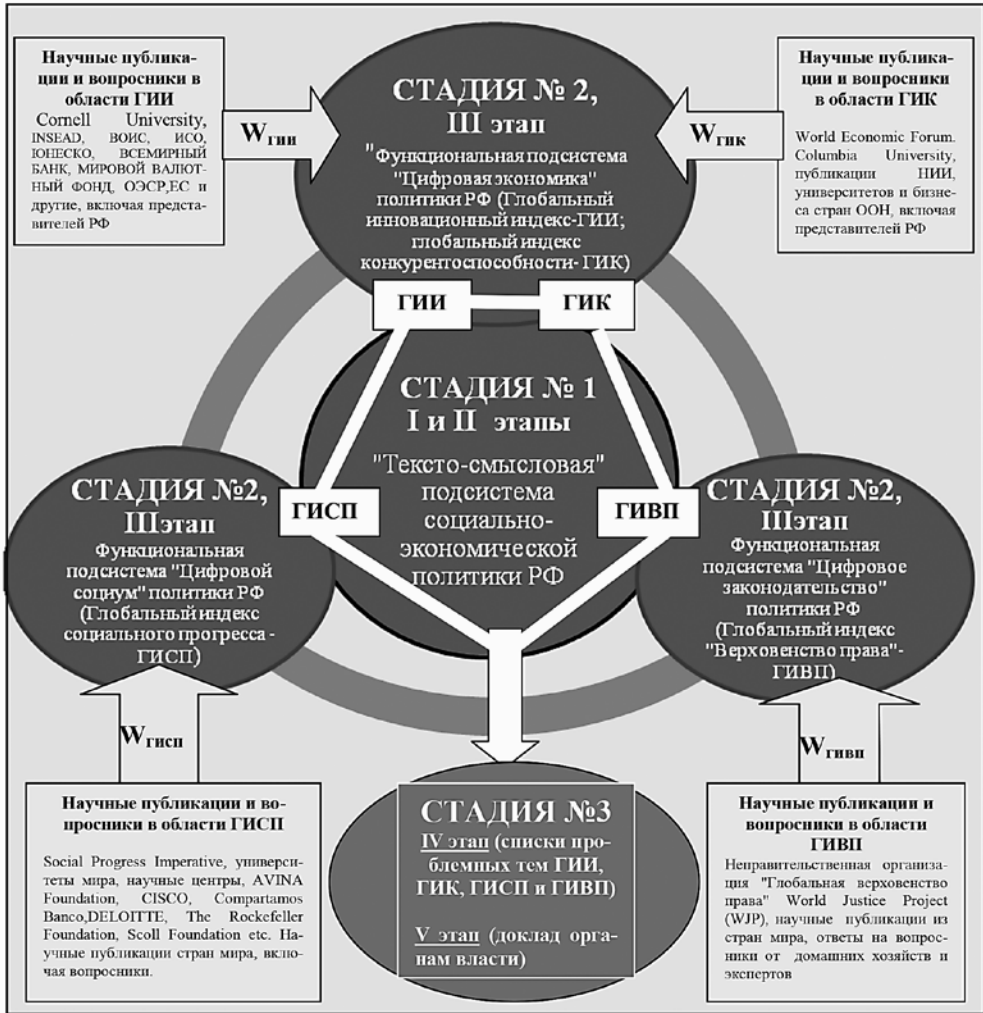 Научные публика-
ции и вопросники в
области ГИИ
Cornell University,
INSEAD, ВОИС, ИСО,
ЮНЕСКО, ВСЕМИРНЫЙ
БАНК, МИРОВОЙ ВАЛЮТ-
НЫЙ ФОНД, ОЭСР,ЕС и
другие, включая предста-
вителей РФ
Wгии
СТАДИЯ № 2,
III этап
"Функциональная подсистема
"Цифровая экономика"
политики РФ (Глобальный
инновационный индекс-ГИИ;
глобальный индекс
конкурентоспособности- ГИК)
Wгик
Научные публика-
ции и вопросники
в области ГИК
World Economic Forum.
Columbia University,
публикации НИИ,
университетов и бизне-
са стран ООН, включая
представителей РФ
ГИИ
ГИК
СТАДИЯ № 1
I и II этапы
"Тексто-смысловая"
подсистема
социально-
экономической
политики РФ
ГИСП
ГИВП
СТАДИЯ №2,
IIIэтап
Функциональная
подсистема "Цифровой
социум" политики РФ
(Глобальный индекс
социального прогресса -
ГИСП)
СТАДИЯ №2,
IIIэтап
Функциональная
подсистема "Цифровое
законодательство"
политики РФ
(Глобальный индекс
"Верховенство права"-
ГИВП)
Wгисп
Wгивп
Научные публикации и во-
просники в области ГИСП
Social Progress Imperative, универси-
теты мира, научные центры, AVINA
Foundation, CISCO, Compartamos
Banco,DELOITTE, The Rockefeller
Foundation, Scoll Foundation etc. На-
учные публикации стран мира, вклю-
чая вопросники.
СТАДИЯ №3
IV этап (списки про-
блемных тем ГИИ,
ГИК, ГИСП и ГИВП)
V этап (доклад орга-
нам власти)
Научные публикации и
вопросники в области
ГИВП
Неправительственная организа-
ция "Глобальная верховенство
права" World Justice Project
(WJP), научные публикации из
стран мира, ответы на вопрос-
ники от домашних хозяйств и
экспертов